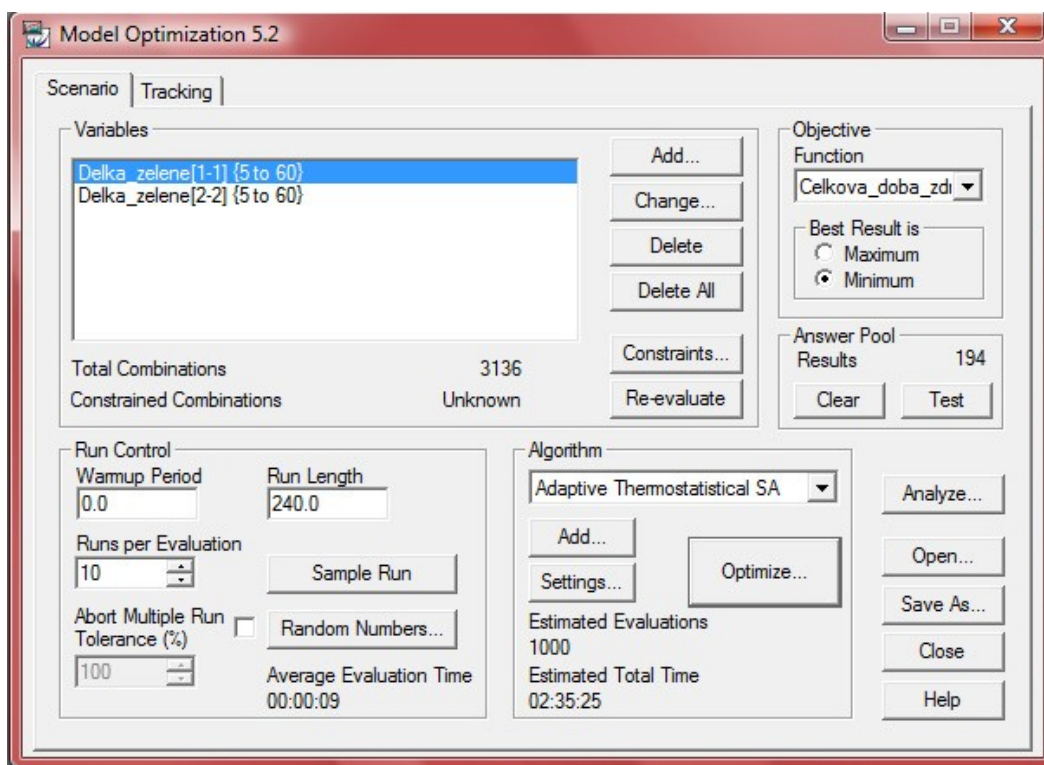 Model Optimization 5.2
Scenario
Tracking
Variables
Delka_zelene[1-1] {5 to 60}
Delka_zelene[2-2] {5 to 60}
Add...
Change...
Delete
Delete All
Total Combinations 3136
Constrained Combinations Unknown
Constraints...
Re-evaluate
Objective
Function
Celkova_doba_zdı
Best Result is
Maximum
Minimum
Answer Pool
Results 194
Clear
Test
Run Control
Warmup Period
0.0
Run Length
240.0
Runs per Evaluation
10
Sample Run
Abort Multiple Run
Tolerance (%)
100
Random Numbers...
Average Evaluation Time
00:00:09
Algorithm
Adaptive Thermostatistical SA
Add...
Settings...
Optimize...
Estimated Evaluations
1000
Estimated Total Time
02:35:25
Analyze...
Open...
Save As...
Close
Help